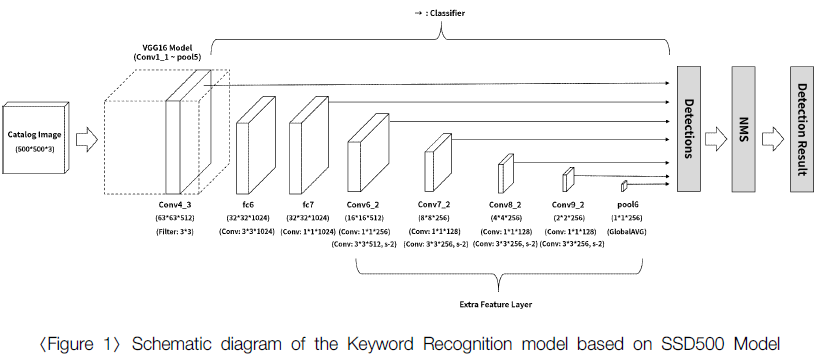 → : Classifier
VGG16 Model
(Conv1_1 ~ pool5)
Catalog Image
(500*500*3)
Conv4_3
(63*63*512)
(Filter: 3*3)
fc6
(32*32*1024)
(Conv: 3*3*1024)
fc7
(32*32*1024)
(Conv: 1*1*1024)
Conv6_2
(16*16*512)
(Conv: 1*1*256)
(Conv: 3*3*512, s-2)
Conv7_2
(8*8*256)
(Conv: 1*1*128)
(Conv: 3*3*256, s-2)
Conv8_2
(4*4*256)
(Conv: 1*1*128)
(Conv: 3*3*256, s-2)
Conv9_2
(2*2*256)
(Conv: 1*1*128)
(Conv: 3*3*256, s-2)
pool6
(1*1*256)
(GlobalAVG)
Detections
NMS
Detection Result
Extra Feature Layer
〈Figure 1〉 Schematic diagram of the Keyword Recognition model based on SSD500 Model